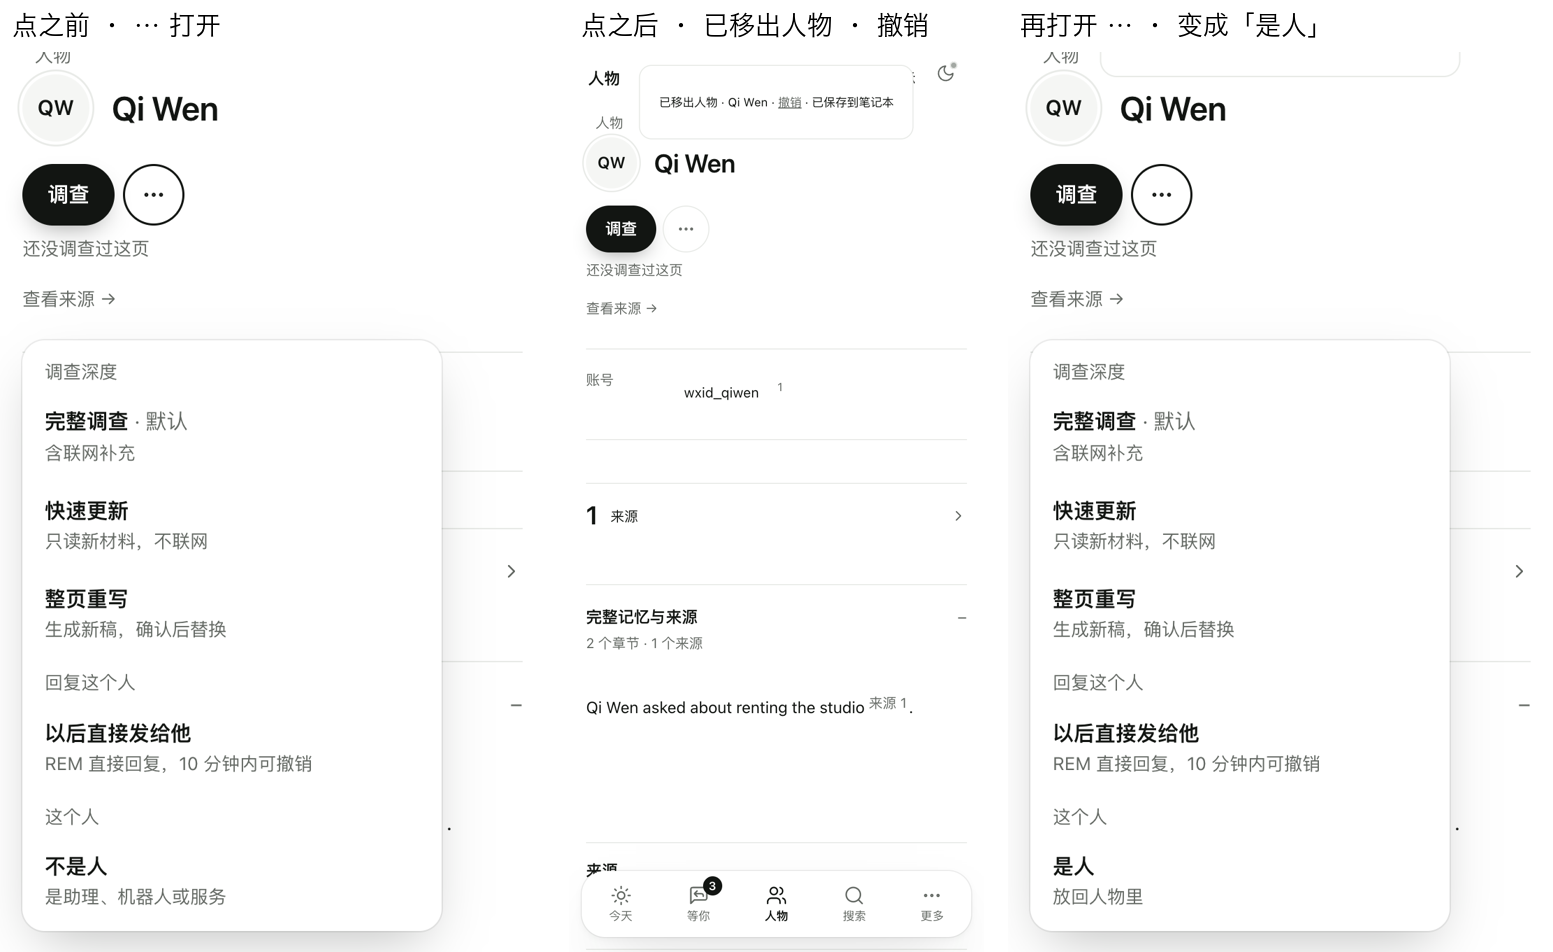 点之前 · ··· 打开
人物
QW
Qi Wen
调查
还没调查过这页
查看来源 →
调查深度
完整调查 · 默认
含联网补充
快速更新
只读新材料，不联网
整页重写
生成新稿，确认后替换
回复这个人
以后直接发给他
REM 直接回复，10 分钟内可撤销
这个人
不是人
是助理、机器人或服务
.
点之后 · 已移出人物 · 撤销
人物
已移出人物 · Qi Wen · 撤销 · 已保存到笔记本
人物
QW
Qi Wen
调查
还没调查过这页
查看来源 →
账号
wxid_qiwen 1
1 来源
完整记忆与来源
2 个章节 · 1 个来源
Qi Wen asked about renting the studio 来源 1.
来源
今天
等你
3
人物
搜索
更多
再打开 ··· · 变成「是人」
人物
QW
Qi Wen
调查
还没调查过这页
查看来源 →
调查深度
完整调查 · 默认
含联网补充
快速更新
只读新材料，不联网
整页重写
生成新稿，确认后替换
回复这个人
以后直接发给他
REM 直接回复，10 分钟内可撤销
这个人
是人
放回人物里
.